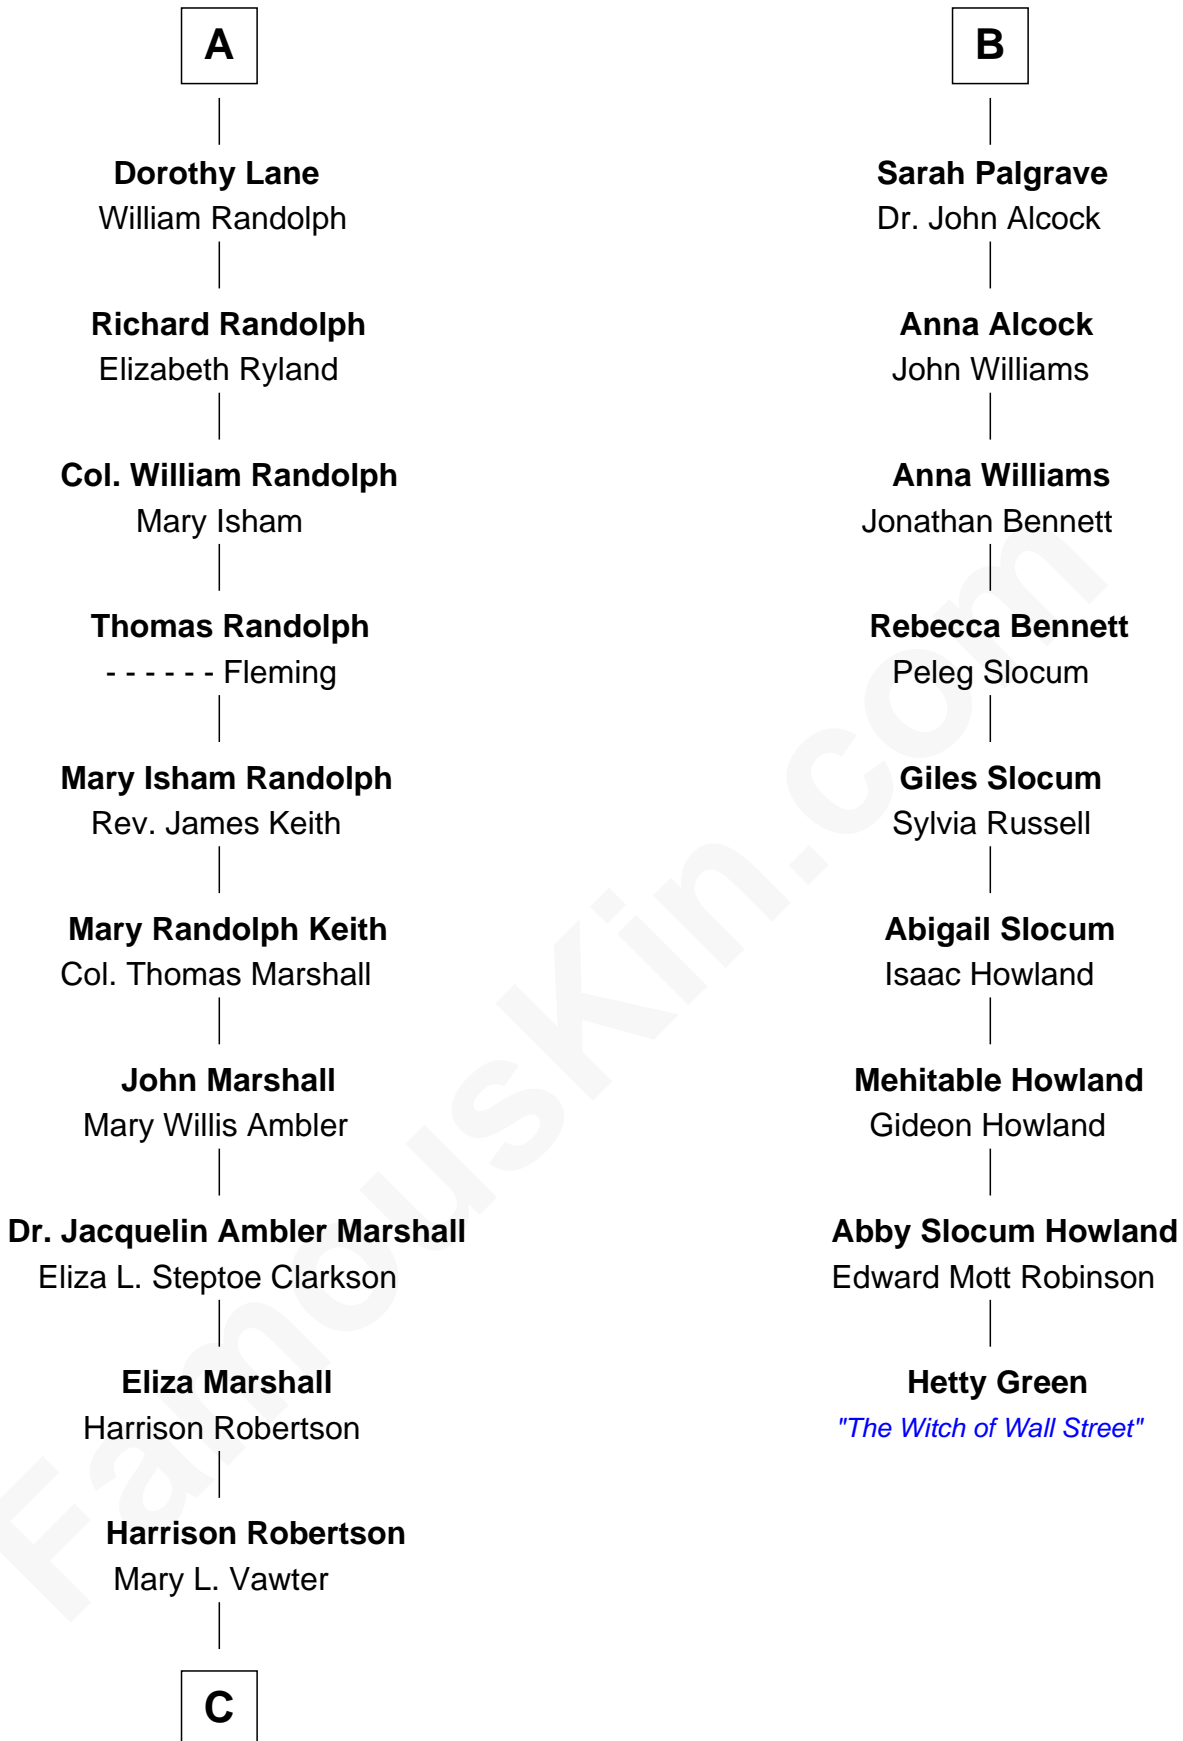 A
Dorothy Lane
William Randolph
Richard Randolph
Elizabeth Ryland
Col. William Randolph
Mary Isham
Thomas Randolph
- - - - - - Fleming
Mary Isham Randolph
Rev. James Keith
Mary Randolph Keith
Col. Thomas Marshall
John Marshall
Mary Willis Ambler
Dr. Jacquelin Ambler Marshall
Eliza L. Steptoe Clarkson
Eliza Marshall
Harrison Robertson
Harrison Robertson
Mary L. Vawter
C
B
Sarah Palgrave
Dr. John Alcock
Anna Alcock
John Williams
Anna Williams
Jonathan Bennett
Rebecca Bennett
Peleg Slocum
Giles Slocum
Sylvia Russell
Abigail Slocum
Isaac Howland
Mehitable Howland
Gideon Howland
Abby Slocum Howland
Edward Mott Robinson
Hetty Green
"The Witch of Wall Street"
FamousKin.com